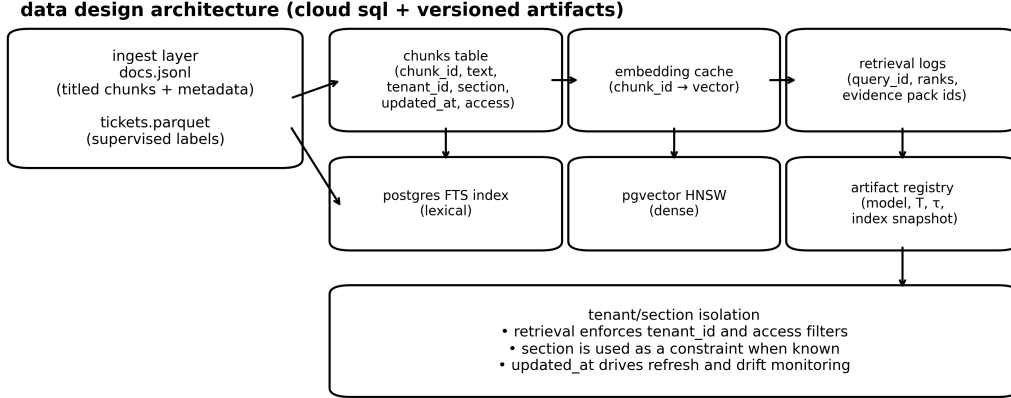 data design architecture (cloud sql + versioned artifacts)
ingest layer
docs.jsonl
(titled chunks + metadata)
tickets.parquet
(supervised labels)
chunks table
(chunk_id, text,
tenant_id, section,
updated_at, access)
embedding cache
(chunk_id → vector)
retrieval logs
(query_id, ranks,
evidence pack ids)
postgres FTS index
(lexical)
pgvector HNSW
(dense)
artifact registry
(model, T, τ,
index snapshot)
tenant/section isolation
• retrieval enforces tenant_id and access filters
• section is used as a constraint when known
• updated_at drives refresh and drift monitoring